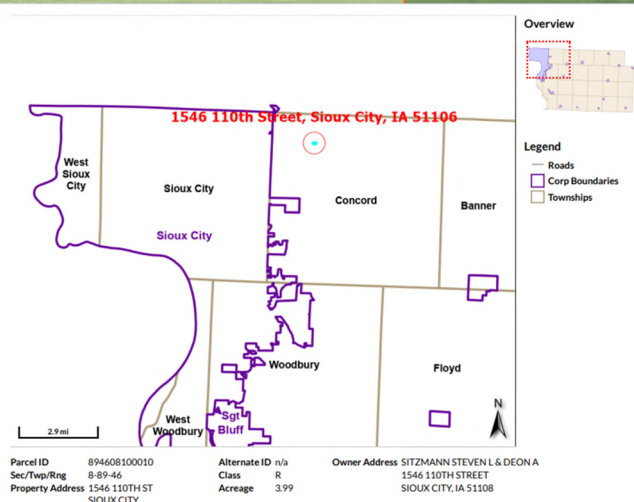 Overview
1546 110th Street, Sioux City, IA 51106
West
Sioux
City
Sioux City
Concord
Banner
Sioux City
Legend
Roads
Corp Boundaries
Townships
Woodbury
Floyd
West
Woodbury
Sgt
Bluff
2.9 mi
N
Parcel ID 894608100010
Sec/Twp/Rng 8-89-46
Property Address 1546 110TH ST
SIOUX CITY
Alternate ID n/a
Class R
Acreage 3.99
Owner Address SITZMANN STEVEN L & DEON A
1546 110TH STREET
SIOUX CITY, IA 51108